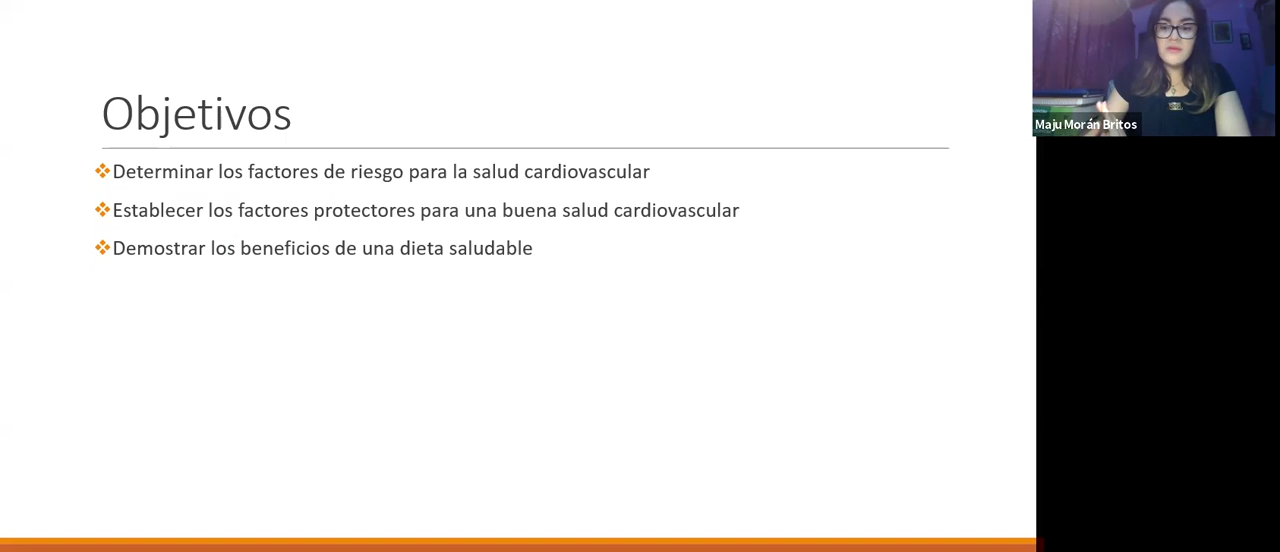 Objetivos
Determinar los factores de riesgo para la salud cardiovascular
Establecer los factores protectores para una buena salud cardiovascular
Demostrar los beneficios de una dieta saludable
Maju Morán Britos